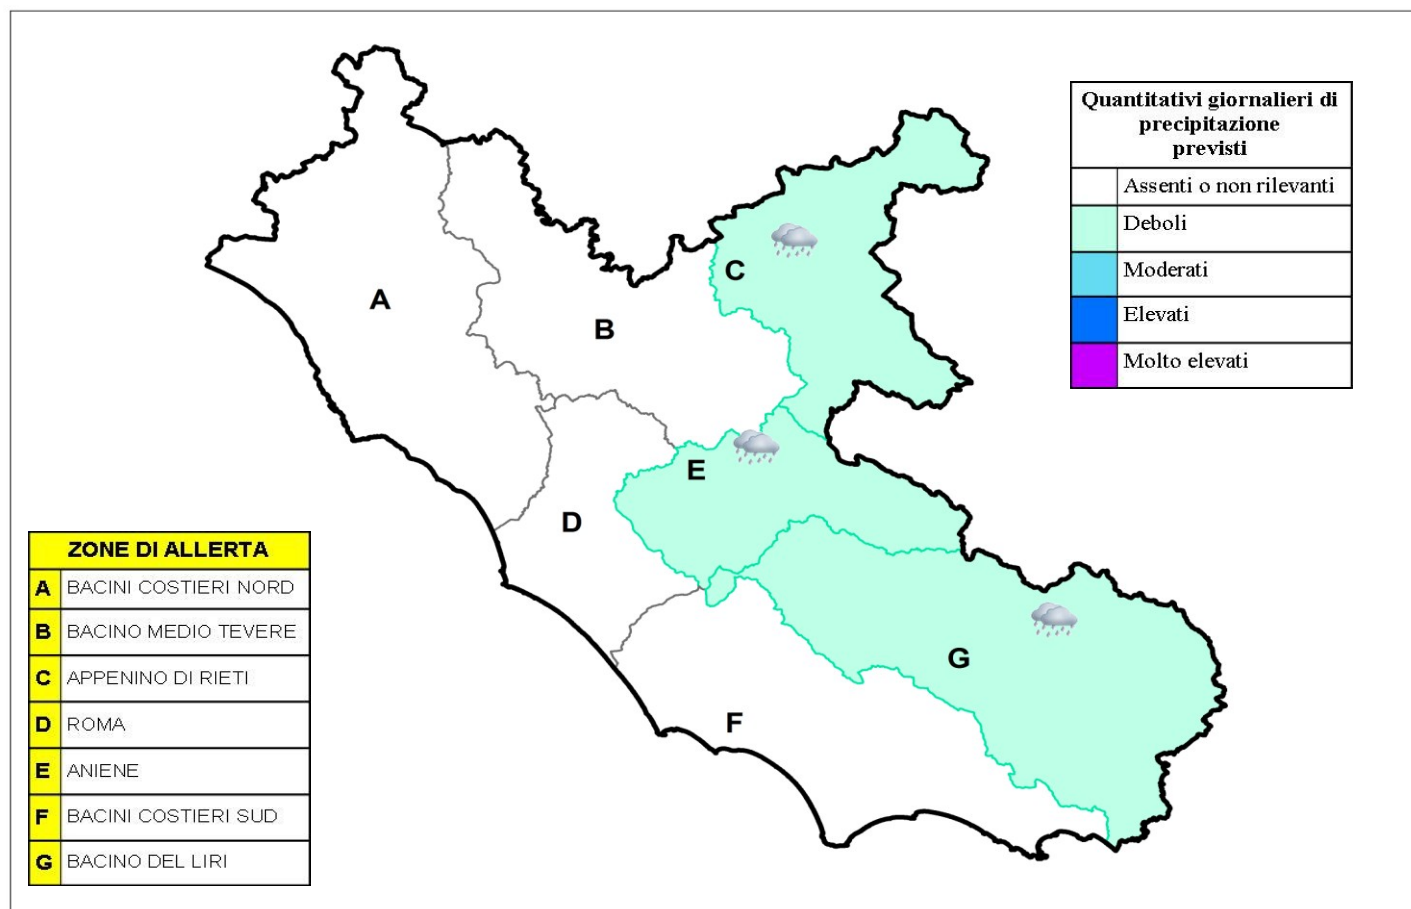 Quantitativi giornalieri di
precipitazione
previsti
Assenti o non rilevanti
Deboli
Moderati
Elevati
Molto elevati
A
B
C
D
E
F
G
ZONE DI ALLERTA
A BACINI COSTIERI NORD
B BACINO MEDIO TEVERE
C APPENINO DI RIETI
D ROMA
E ANIENE
F BACINI COSTIERI SUD
G BACINO DEL LIRI